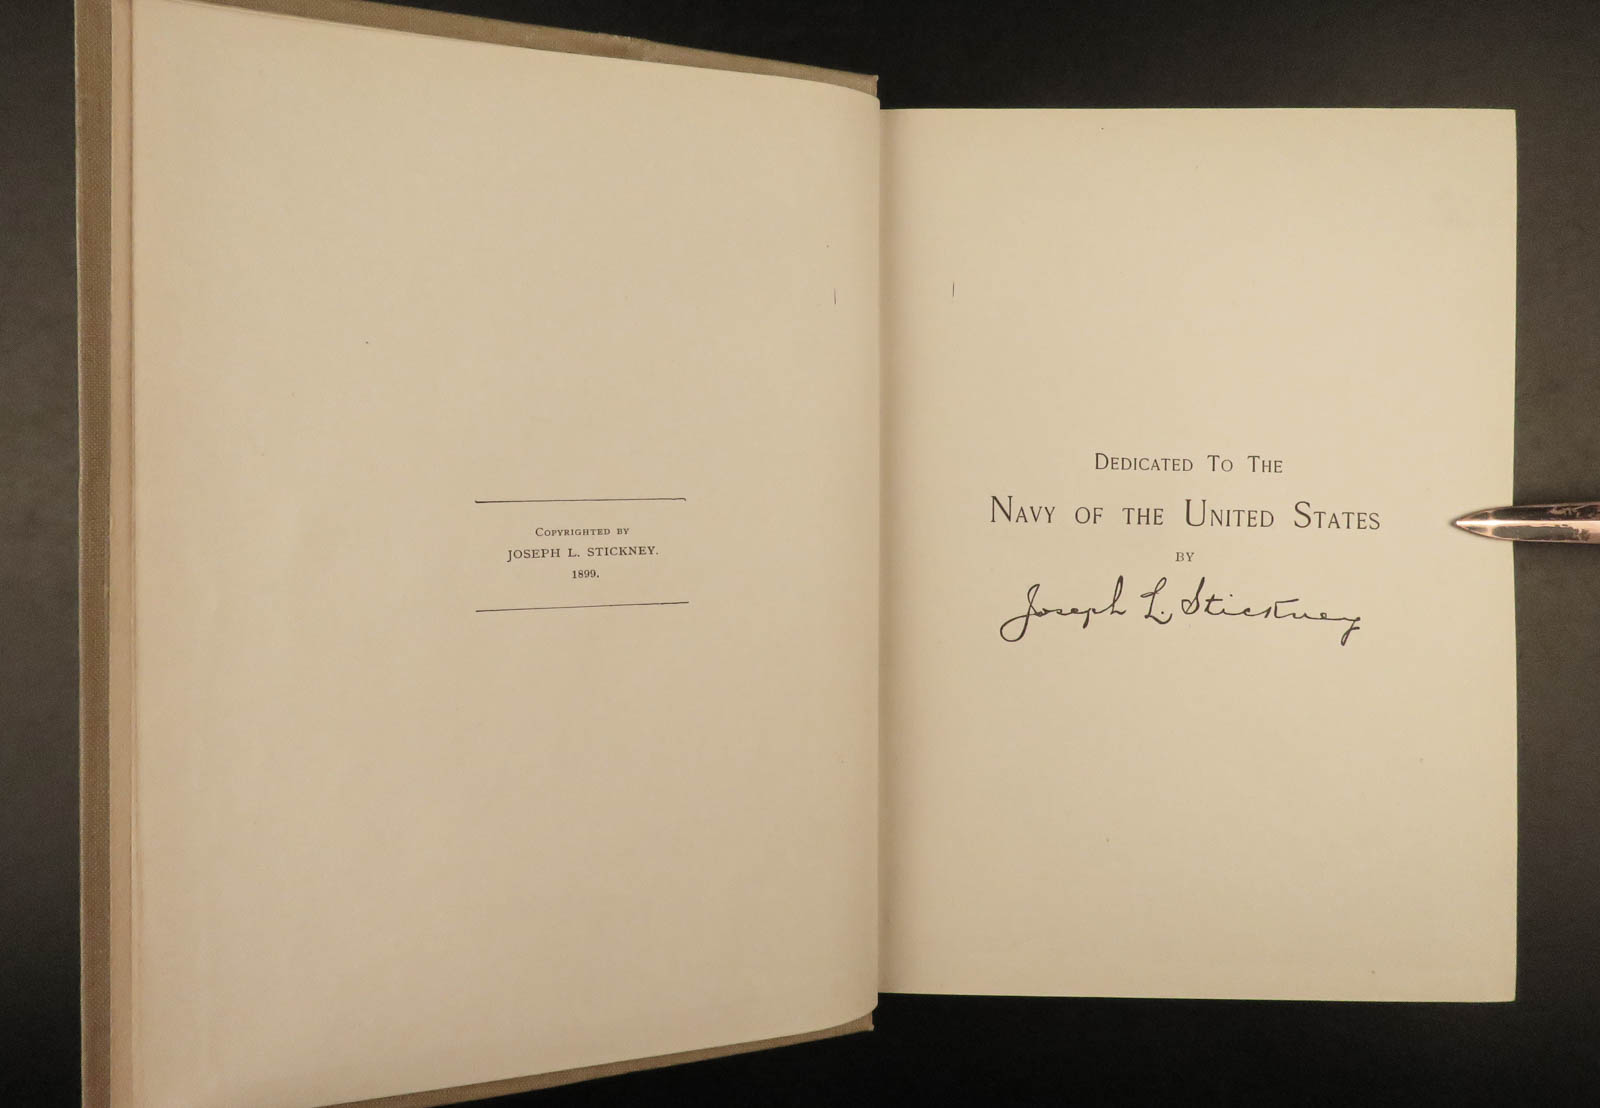 Copyrighted by
JOSEPH L. STICKNEY.
1899.
Dedicated To The
Navy of the United States
BY
Joseph L. Stickney